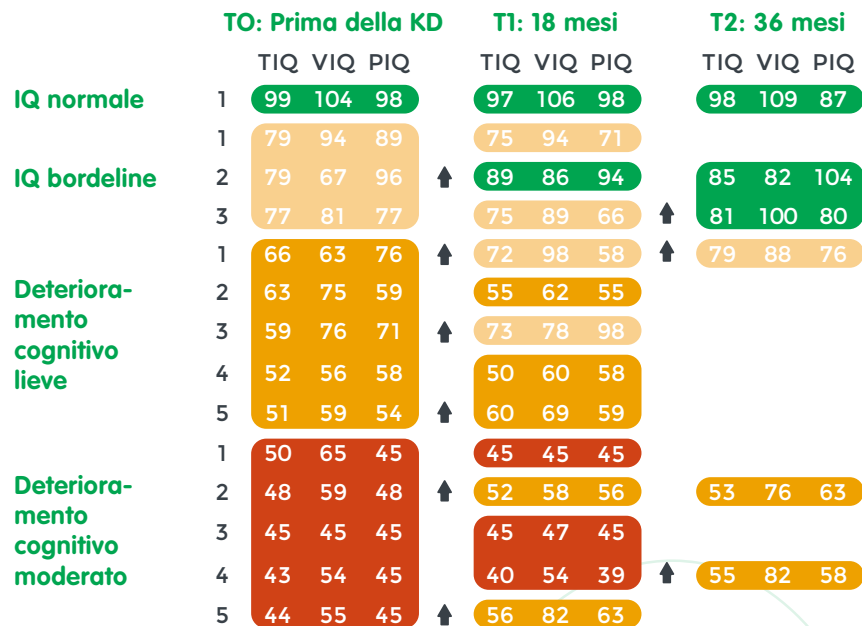 TO: Prima della KD T1: 18 mesi T2: 36 mesi
TIQ VIQ PIQ TIQ VIQ PIQ TIQ VIQ PIQ
IQ normale 1 99 104 98 97 106 98 98 109 87
1 79 94 89 75 94 71
IQ bordeline 2 79 67 96 89 86 94 85 82 104
3 77 81 77 75 89 66 81 100 80
1 66 63 76 72 98 58 79 88 76
Deteriora- 2 63 75 59 55 62 55
mento
cognitivo 3 59 76 71 73 78 98
lieve 4 52 56 58 50 60 58
5 51 59 54 60 69 59
1 50 65 45 45 45 45
Deteriora- 2 48 59 48 52 58 56 53 76 63
mento
cognitivo 3 45 45 45 45 47 45
moderato 4 43 54 45 40 54 39 55 82 58
5 44 55 45 56 82 63